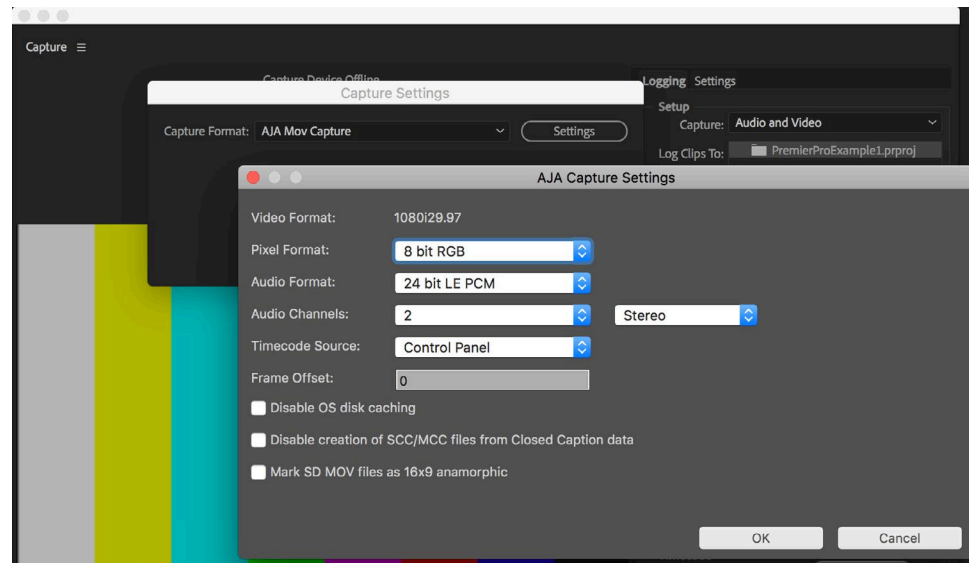 Capture
Capture Device Offline
Logging Settings
Capture Settings
Setup
Capture Format: AJA Mov Capture Settings
Capture: Audio and Video
Log Clips To: PremierProExample1.prproj
AJA Capture Settings
Video Format: 1080i29.97
Pixel Format: 8 bit RGB
Audio Format: 24 bit LE PCM
Audio Channels: 2 Stereo
Timecode Source: Control Panel
Frame Offset: 0
Disable OS disk caching
Disable creation of SCC/MCC files from Closed Caption data
Mark SD MOV files as 16x9 anamorphic
OK Cancel